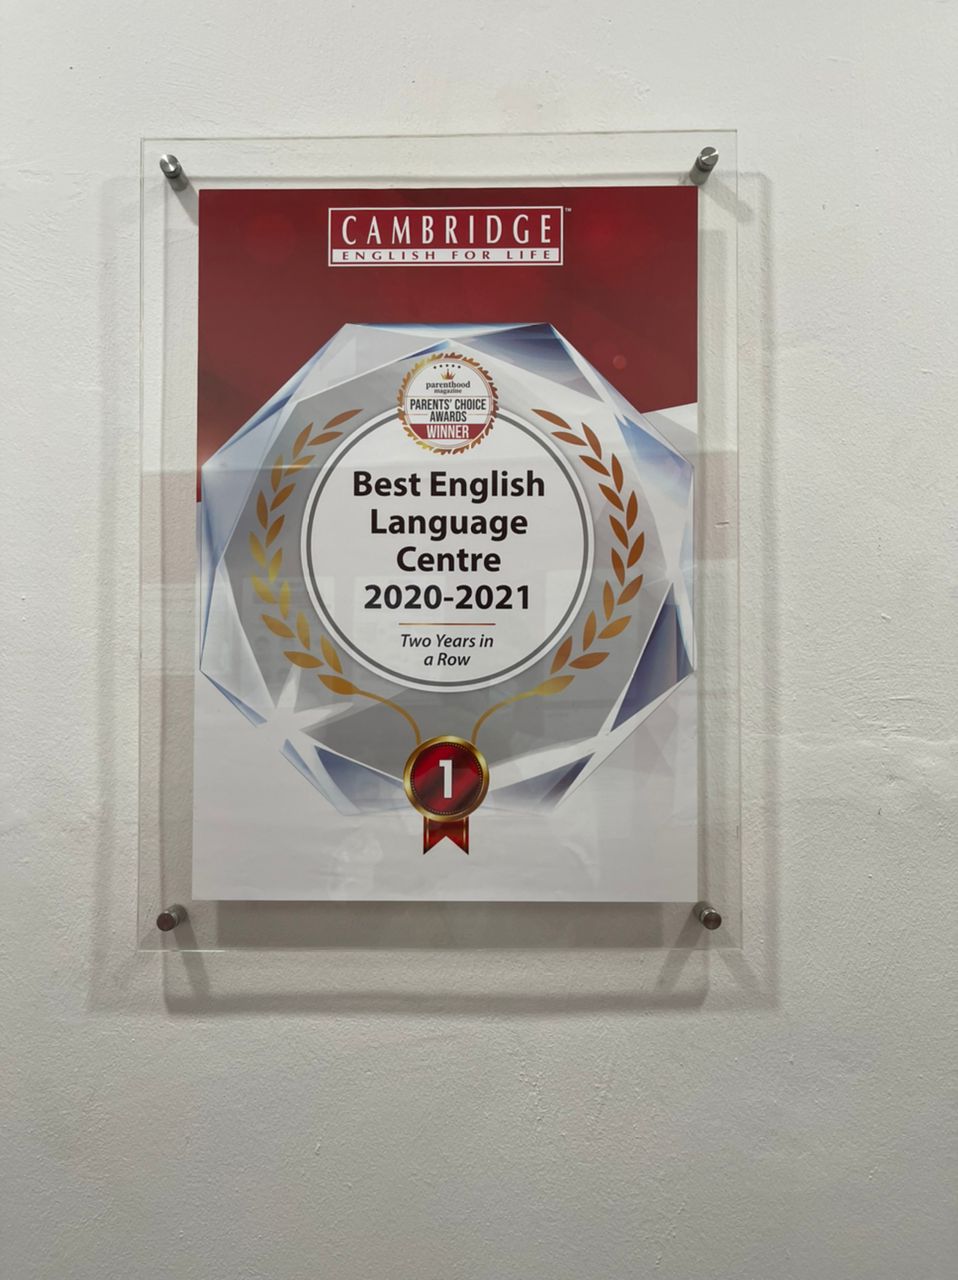 CAMBRIDGE™
ENGLISH FOR LIFE
parenthood
magazine
PARENTS' CHOICE
AWARDS
WINNER
Best English
Language
Centre
2020-2021
Two Years in
a Row
1